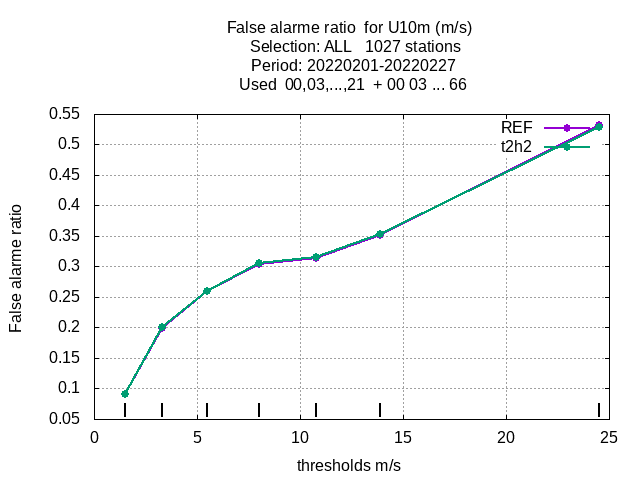 False alarme ratio  for U10m (m/s)
Selection: ALL   1027 stations
Period: 20220201-20220227
Used  00,03,...,21  + 00 03 ... 66
REF
t2h2
False alarme ratio
0.55
0.5
0.45
0.4
0.35
0.3
0.25
0.2
0.15
0.1
0.05
0 5 10 15 20 25
thresholds m/s